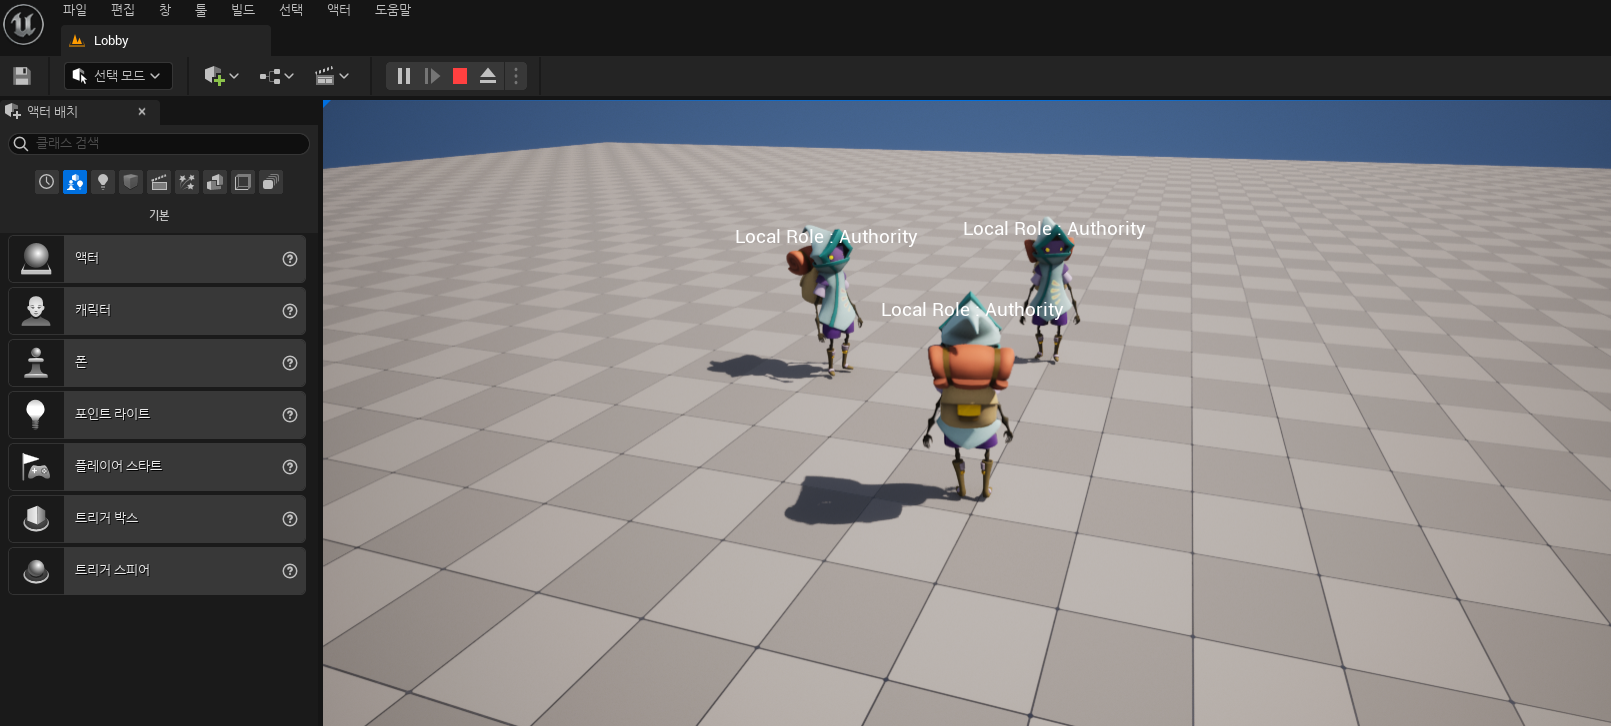 파일 편집 창 툴 빌드 선택 액터 도움말
Lobby
선택 모드
액터 배치
클래스 검색
기본
액터
캐릭터
폰
포인트 라이트
플레이어 스타트
트리거 박스
트리거 스피어
Local Role : Authority
Local Role : Authority
Local Role : Authority